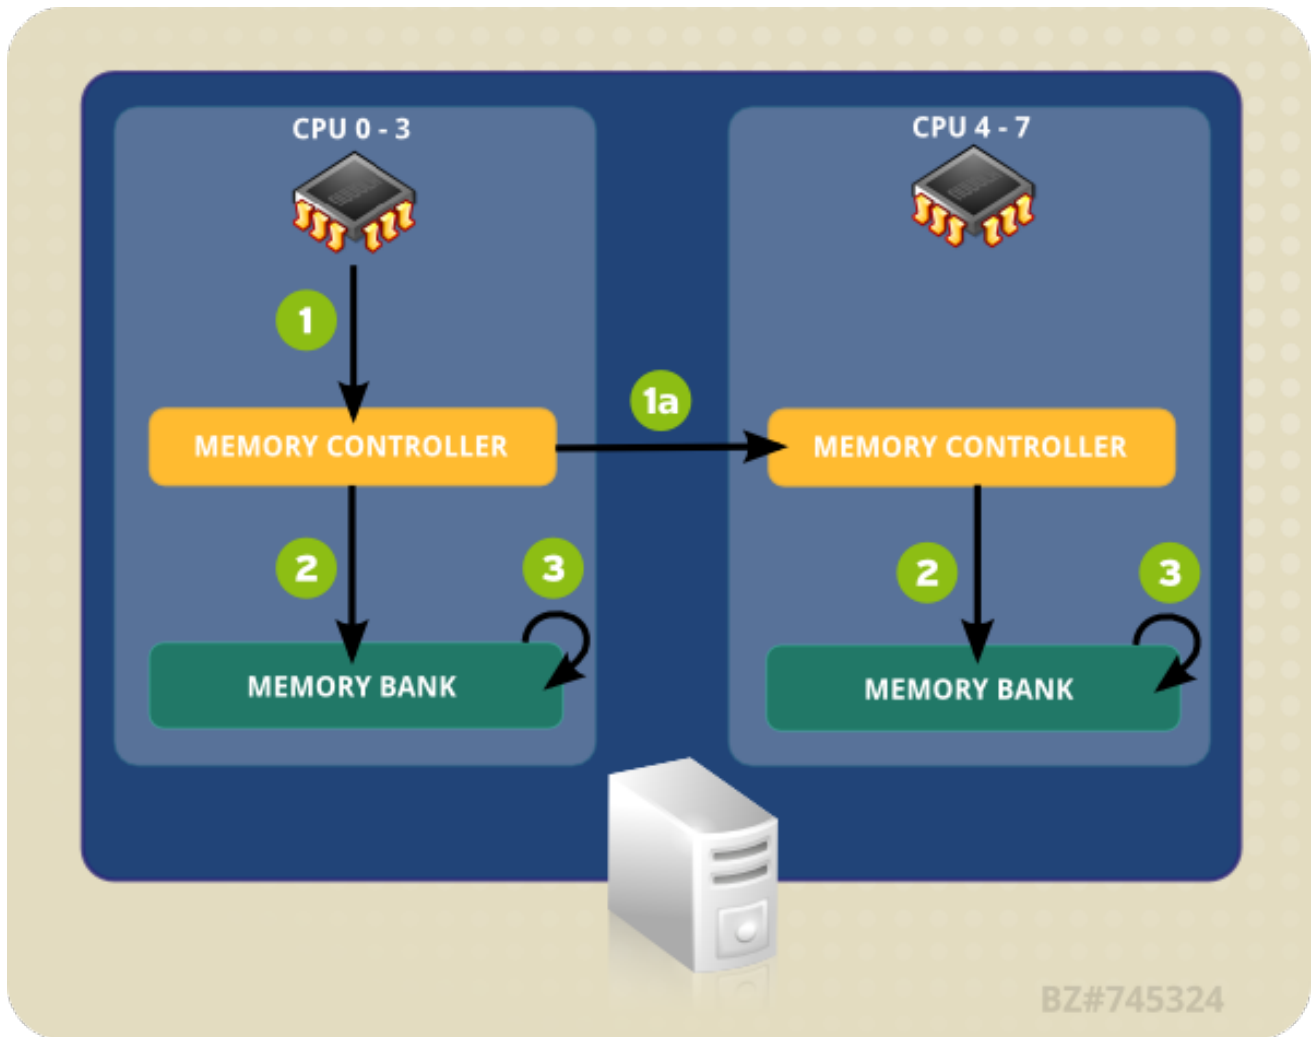 CPU 0 - 3
CPU 4 - 7
1
1a
MEMORY CONTROLLER
MEMORY CONTROLLER
2
3
2
3
MEMORY BANK
MEMORY BANK
BZ#745324